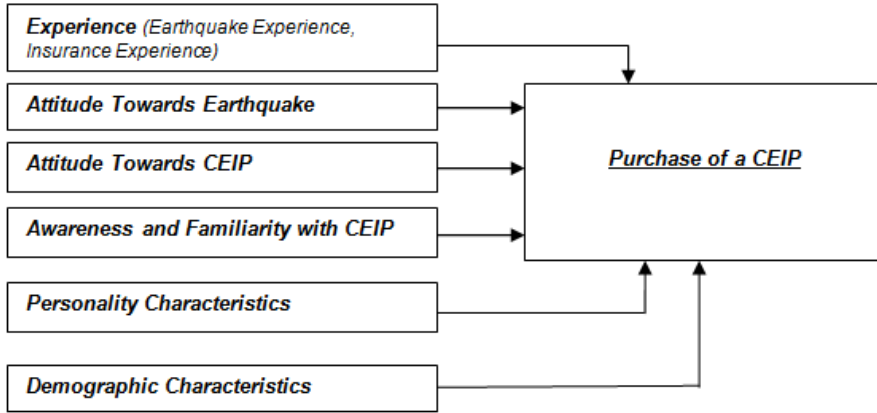 Experience (Earthquake Experience,
Insurance Experience)
Attitude Towards Earthquake
Attitude Towards CEIP
Purchase of a CEIP
Awareness and Familiarity with CEIP
Personality Characteristics
Demographic Characteristics